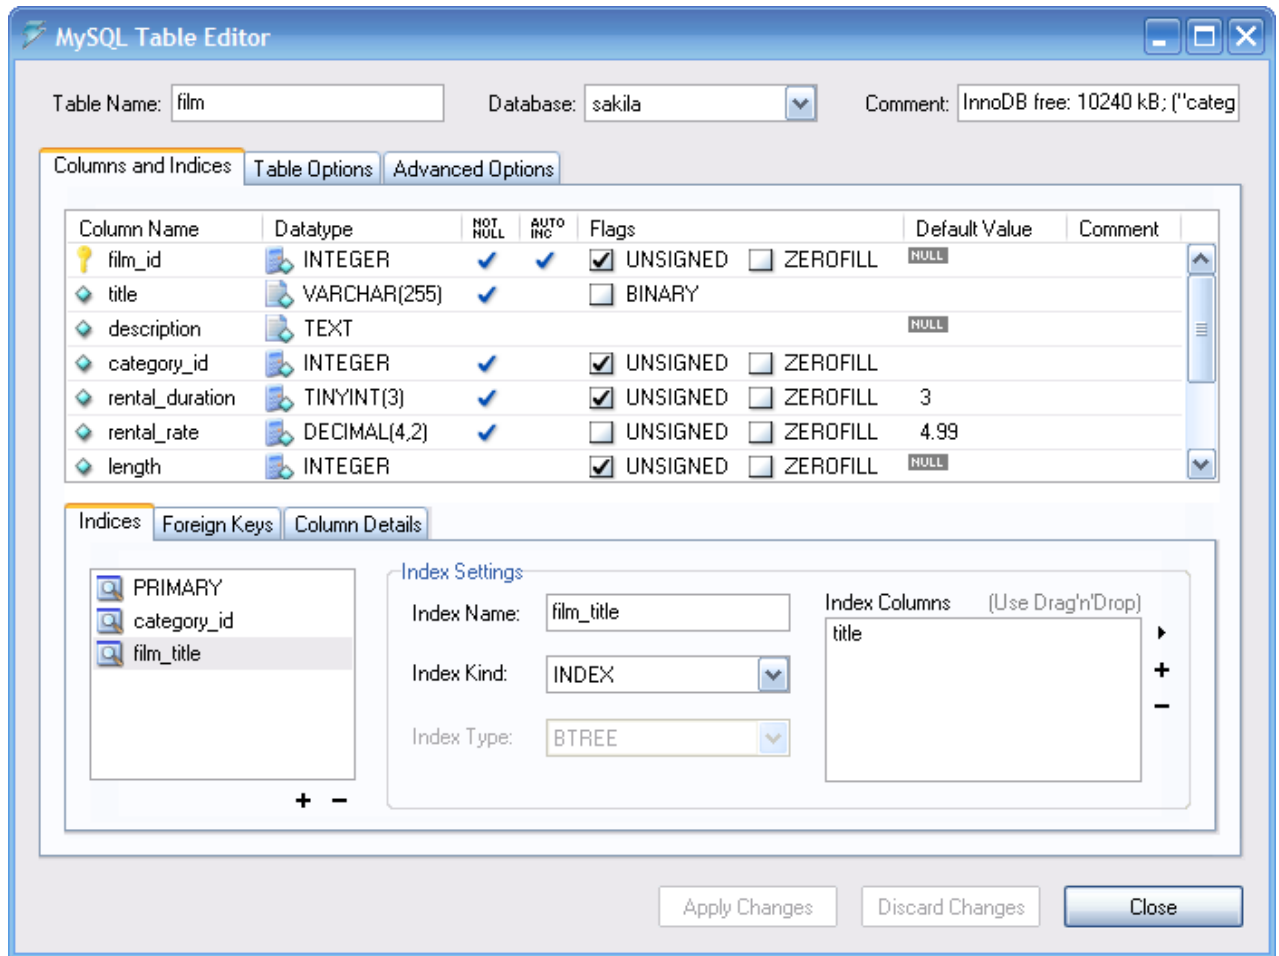 MySQL Table Editor
Table Name: film Database: sakila Comment: InnoDB free: 10240 kB; ("categ
Columns and Indices Table Options Advanced Options
Column Name Datatype NOT NULL AUTO INC Flags Default Value Comment
film_id INTEGER UNSIGNED ZEROFILL NULL
title VARCHAR(255) BINARY
description TEXT NULL
category_id INTEGER UNSIGNED ZEROFILL
rental_duration TINYINT(3) UNSIGNED ZEROFILL 3
rental_rate DECIMAL(4,2) UNSIGNED ZEROFILL 4.99
length INTEGER UNSIGNED ZEROFILL NULL
Indices Foreign Keys Column Details
PRIMARY
category_id
film_title
Index Settings
Index Name: film_title
Index Kind: INDEX
Index Type: BTREE
Index Columns (Use Drag'n'Drop)
title
Apply Changes Discard Changes Close